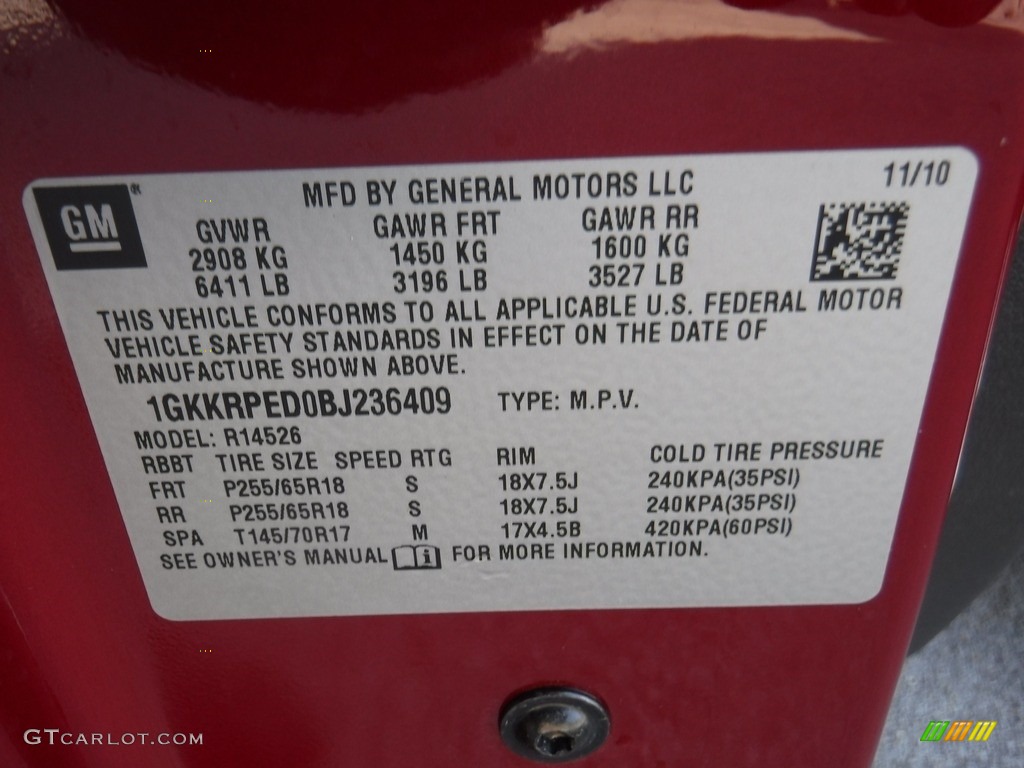 GM
MFD BY GENERAL MOTORS LLC 11/10
GVWR GAWR FRT GAWR RR
2908 KG 1450 KG 1600 KG
6411 LB 3196 LB 3527 LB
THIS VEHICLE CONFORMS TO ALL APPLICABLE U.S. FEDERAL MOTOR
VEHICLE SAFETY STANDARDS IN EFFECT ON THE DATE OF
MANUFACTURE SHOWN ABOVE.
1GKKRPED0BJ236409 TYPE: M.P.V.
MODEL: R14526
RBBT TIRE SIZE SPEED RTG RIM COLD TIRE PRESSURE
FRT P255/65R18 S 18X7.5J 240KPA(35PSI)
RR P255/65R18 S 18X7.5J 240KPA(35PSI)
SPA T145/70R17 M 17X4.5B 420KPA(60PSI)
SEE OWNER'S MANUAL FOR MORE INFORMATION.
GTCARLOT.COM